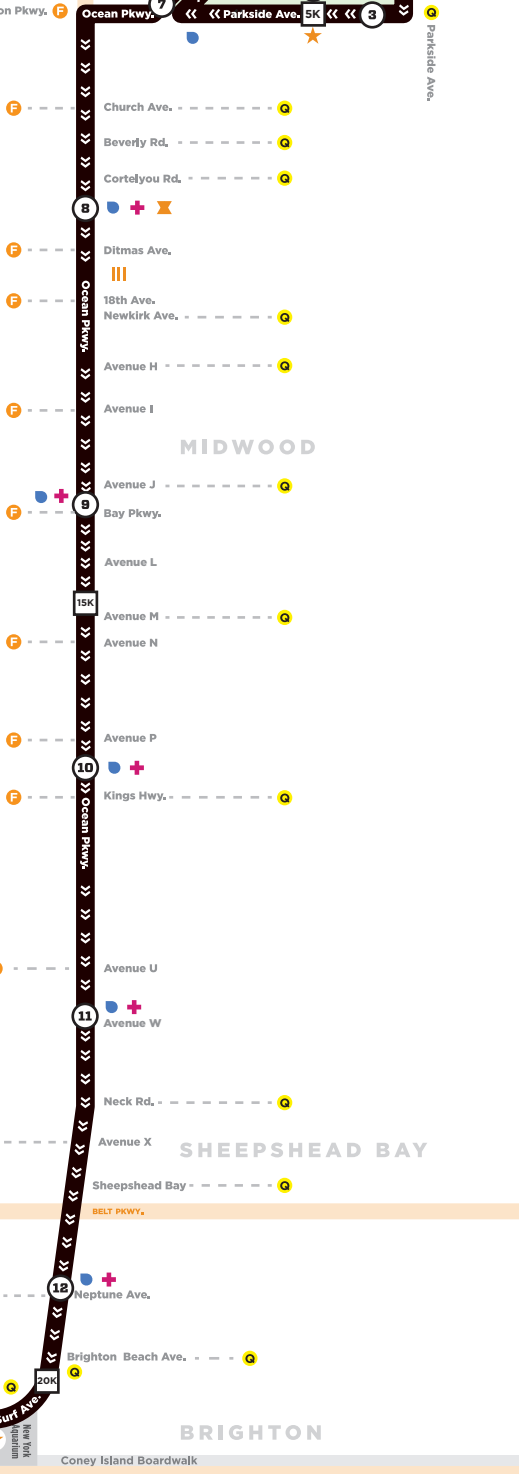 on Pkwy. F
Ocean Pkwy.
7
Parkside Ave. 5K 3
Q
Parkside Ave.
F Church Ave. Q
Beverly Rd. Q
Cortelyou Rd. Q
8
F Ditmas Ave.
F 18th Ave.
Ocean Pkwy.
Newkirk Ave. Q
Avenue H Q
F Avenue I
MIDWOOD
Avenue J Q
9
F Bay Pkwy.
Avenue L
15K
Avenue M Q
F Avenue N
F Avenue P
10
F Kings Hwy. Q
Ocean Pkwy.
Avenue U
11
Avenue W
Neck Rd. Q
Avenue X
SHEEPSHEAD BAY
Sheepshead Bay Q
BELT PKWY.
12
Neptune Ave.
Brighton Beach Ave. Q
Q
20K
Q
Surf Ave.
New York
Aquarium
BRIGHTON
Coney Island Boardwalk